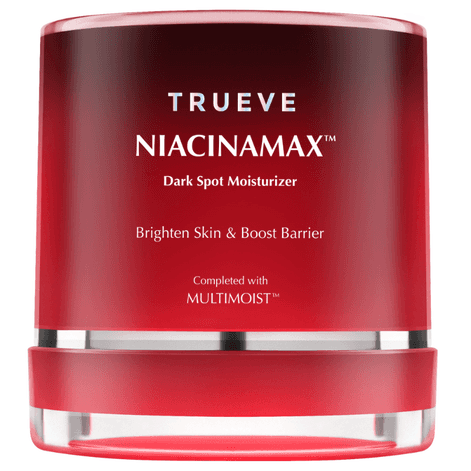 TRUEVE
NIACINAMAX™
Dark Spot Moisturizer
Brighten Skin & Boost Barrier
Completed with
MULTIMOIST™